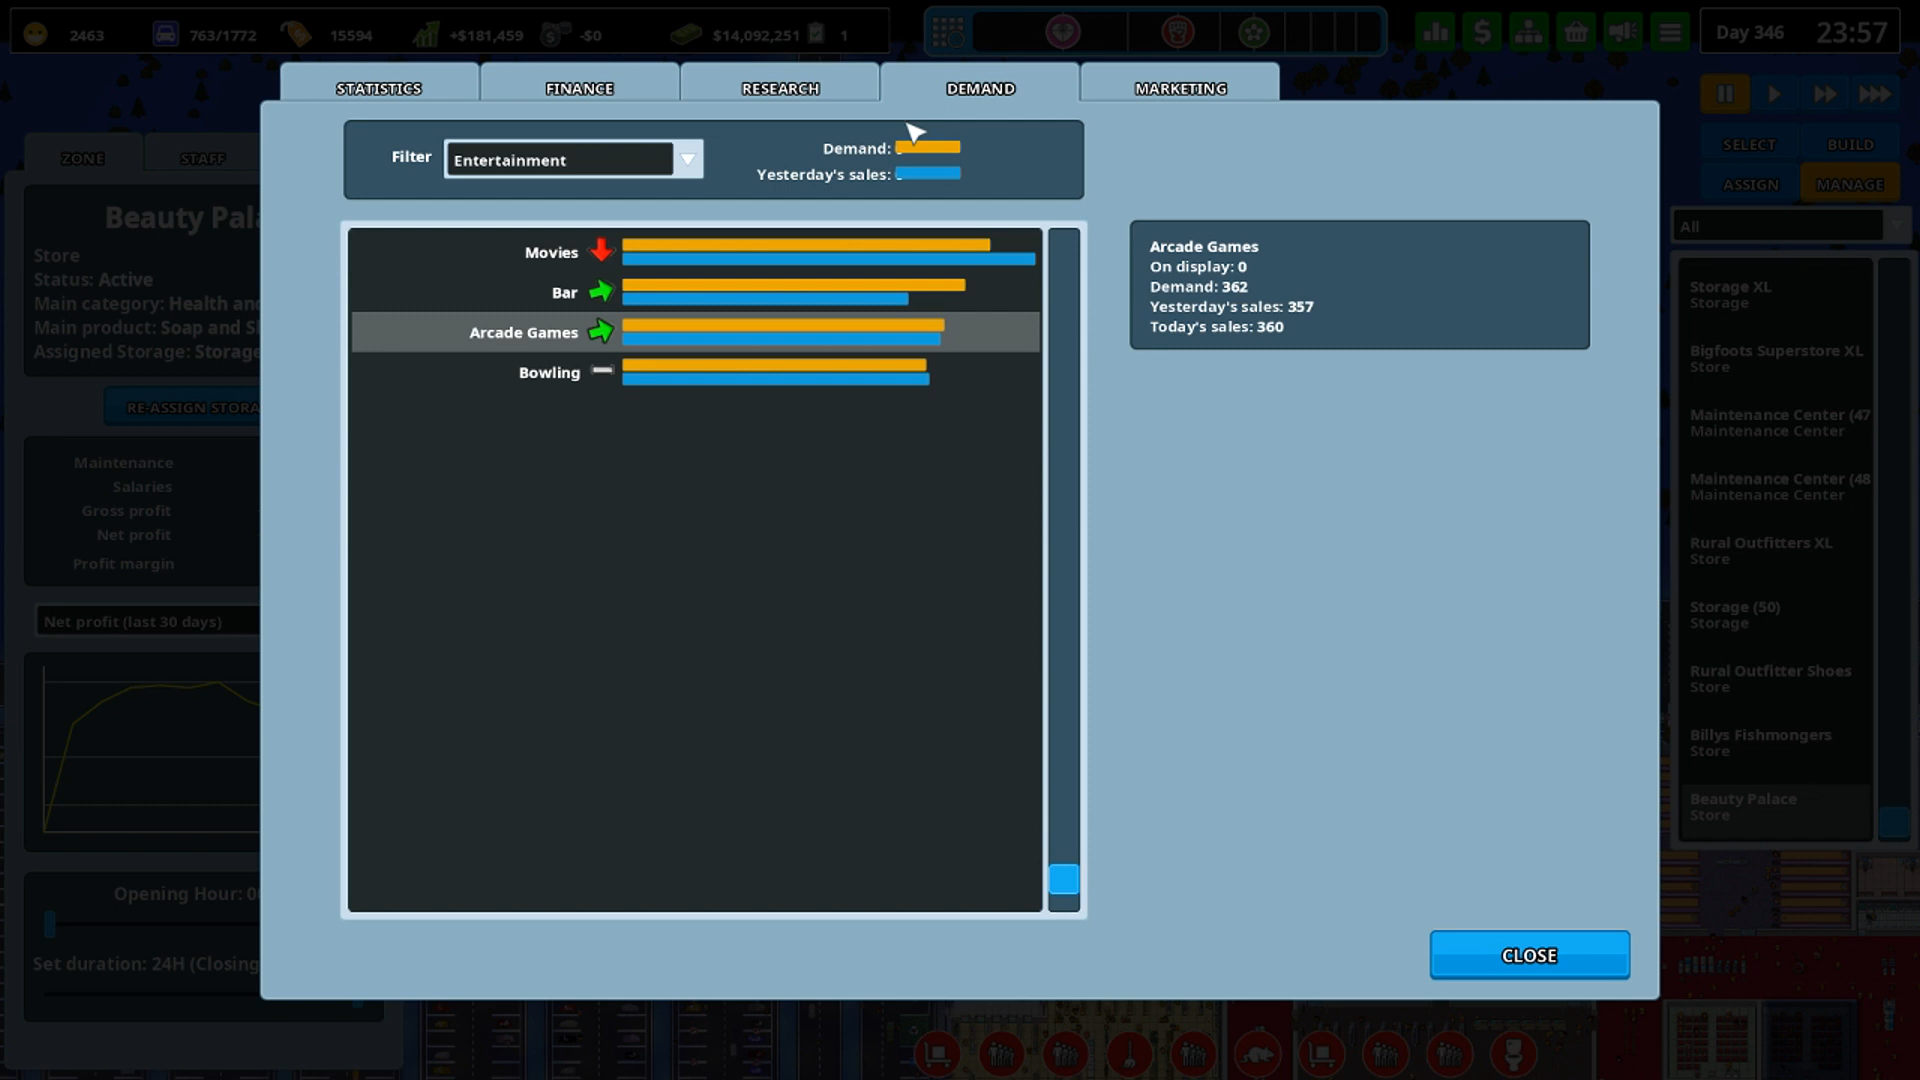 2463
763/1772
15594
+$181,459
-$0
$14,092,251
1
Day 346
23:57
STATISTICS
FINANCE
RESEARCH
DEMAND
MARKETING
Filter
Entertainment
Demand:
Yesterday's sales:
Movies
Bar
Arcade Games
Bowling
Arcade Games
On display: 0
Demand: 362
Yesterday's sales: 357
Today's sales: 360
CLOSE
ZONE
STAFF
Beauty Pala
Store
Status: Active
Main category: Health and
Main product: Soap and Sh
Assigned Storage: Storage
RE-ASSIGN STORA
Maintenance
Salaries
Gross profit
Net profit
Profit margin
Net profit (last 30 days)
Opening Hour: 00
Set duration: 24H (Closing
SELECT
BUILD
ASSIGN
MANAGE
All
Storage XL
Storage
Bigfoots Superstore XL
Store
Maintenance Center (47
Maintenance Center
Maintenance Center (48
Maintenance Center
Rural Outfitters XL
Store
Storage (50)
Storage
Rural Outfitter Shoes
Store
Billys Fishmongers
Store
Beauty Palace
Store